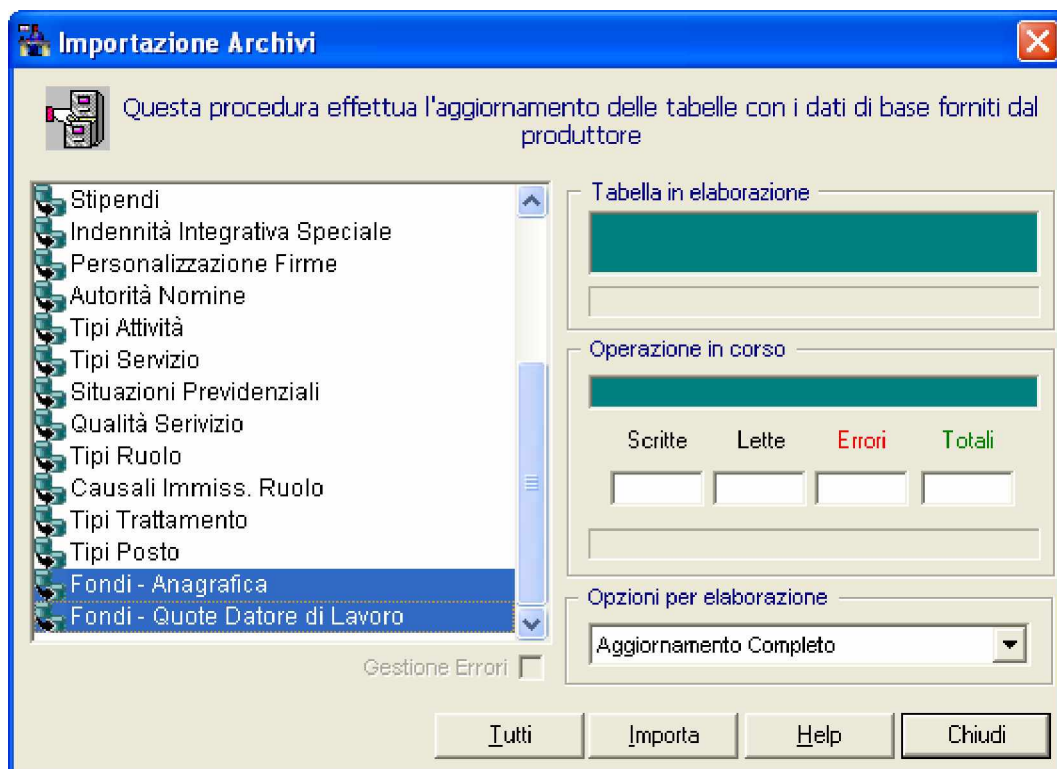 Importazione Archivi
Questa procedura effettua l'aggiornamento delle tabelle con i dati di base forniti dal
produttore
Stipendi
Indennità Integrativa Speciale
Personalizzazione Firme
Autorità Nomine
Tipi Attività
Tipi Servizio
Situazioni Previdenziali
Qualità Serivizio
Tipi Ruolo
Causali Immiss. Ruolo
Tipi Trattamento
Tipi Posto
Fondi - Anagrafica
Fondi - Quote Datore di Lavoro
Gestione Errori
Tabella in elaborazione
Operazione in corso
Scritte Lette Errori Totali
Opzioni per elaborazione
Aggiornamento Completo
Tutti Importa Help Chiudi